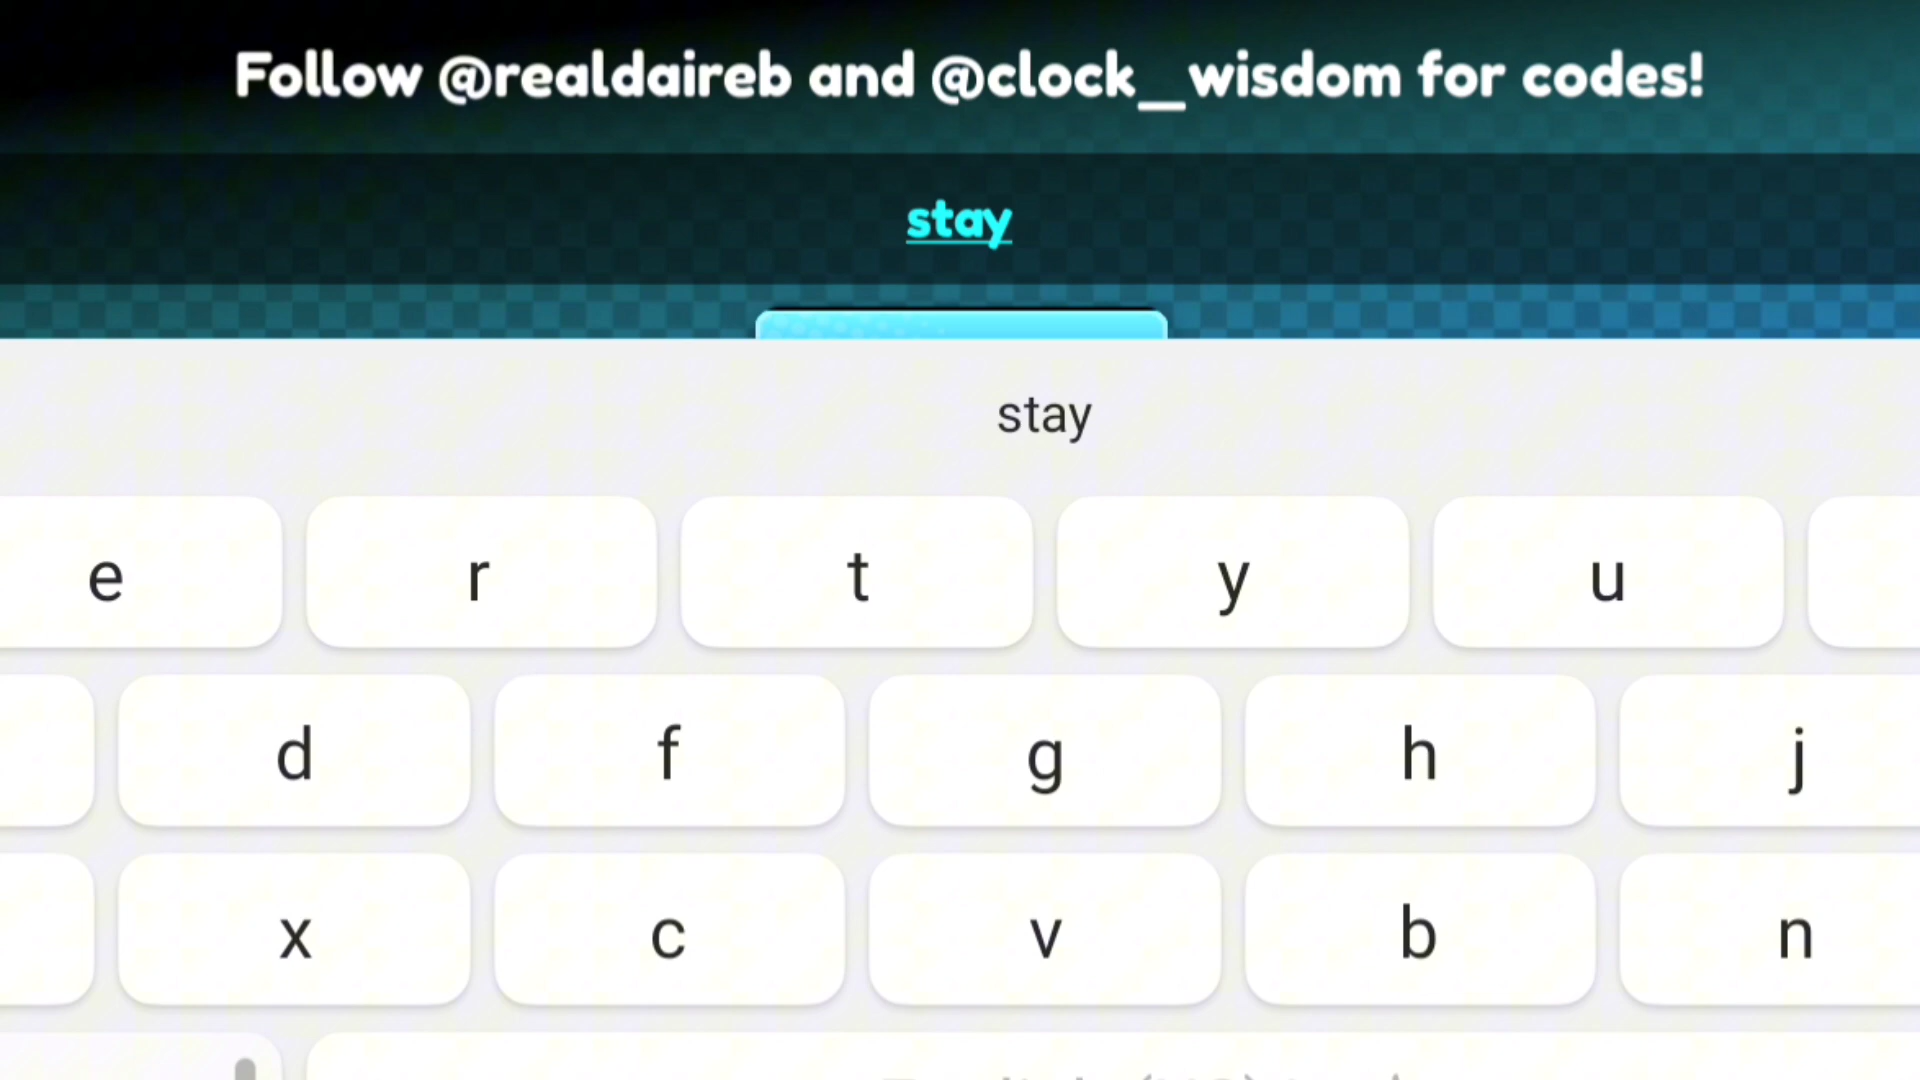 Follow @realdaireb and @clock_wisdom for codes!
stay
stay
e r t y u
d f g h j
x c v b n